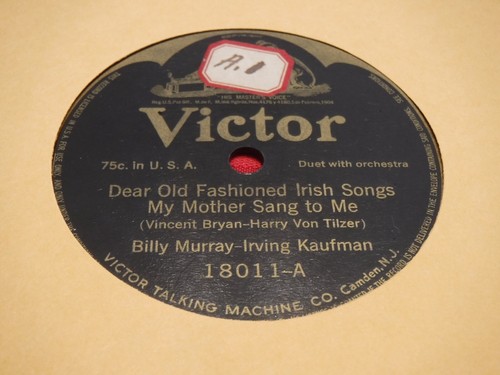 A.1
"HIS MASTER'S VOICE"
Victor
75c. in U. S. A.
Duet with orchestra
Dear Old Fashioned Irish Songs
My Mother Sang to Me
(Vincent Bryan-Harry Von Tilzer)
Billy Murray-Irving Kaufman
18011-A
VICTOR TALKING MACHINE CO. Camden, N.J.